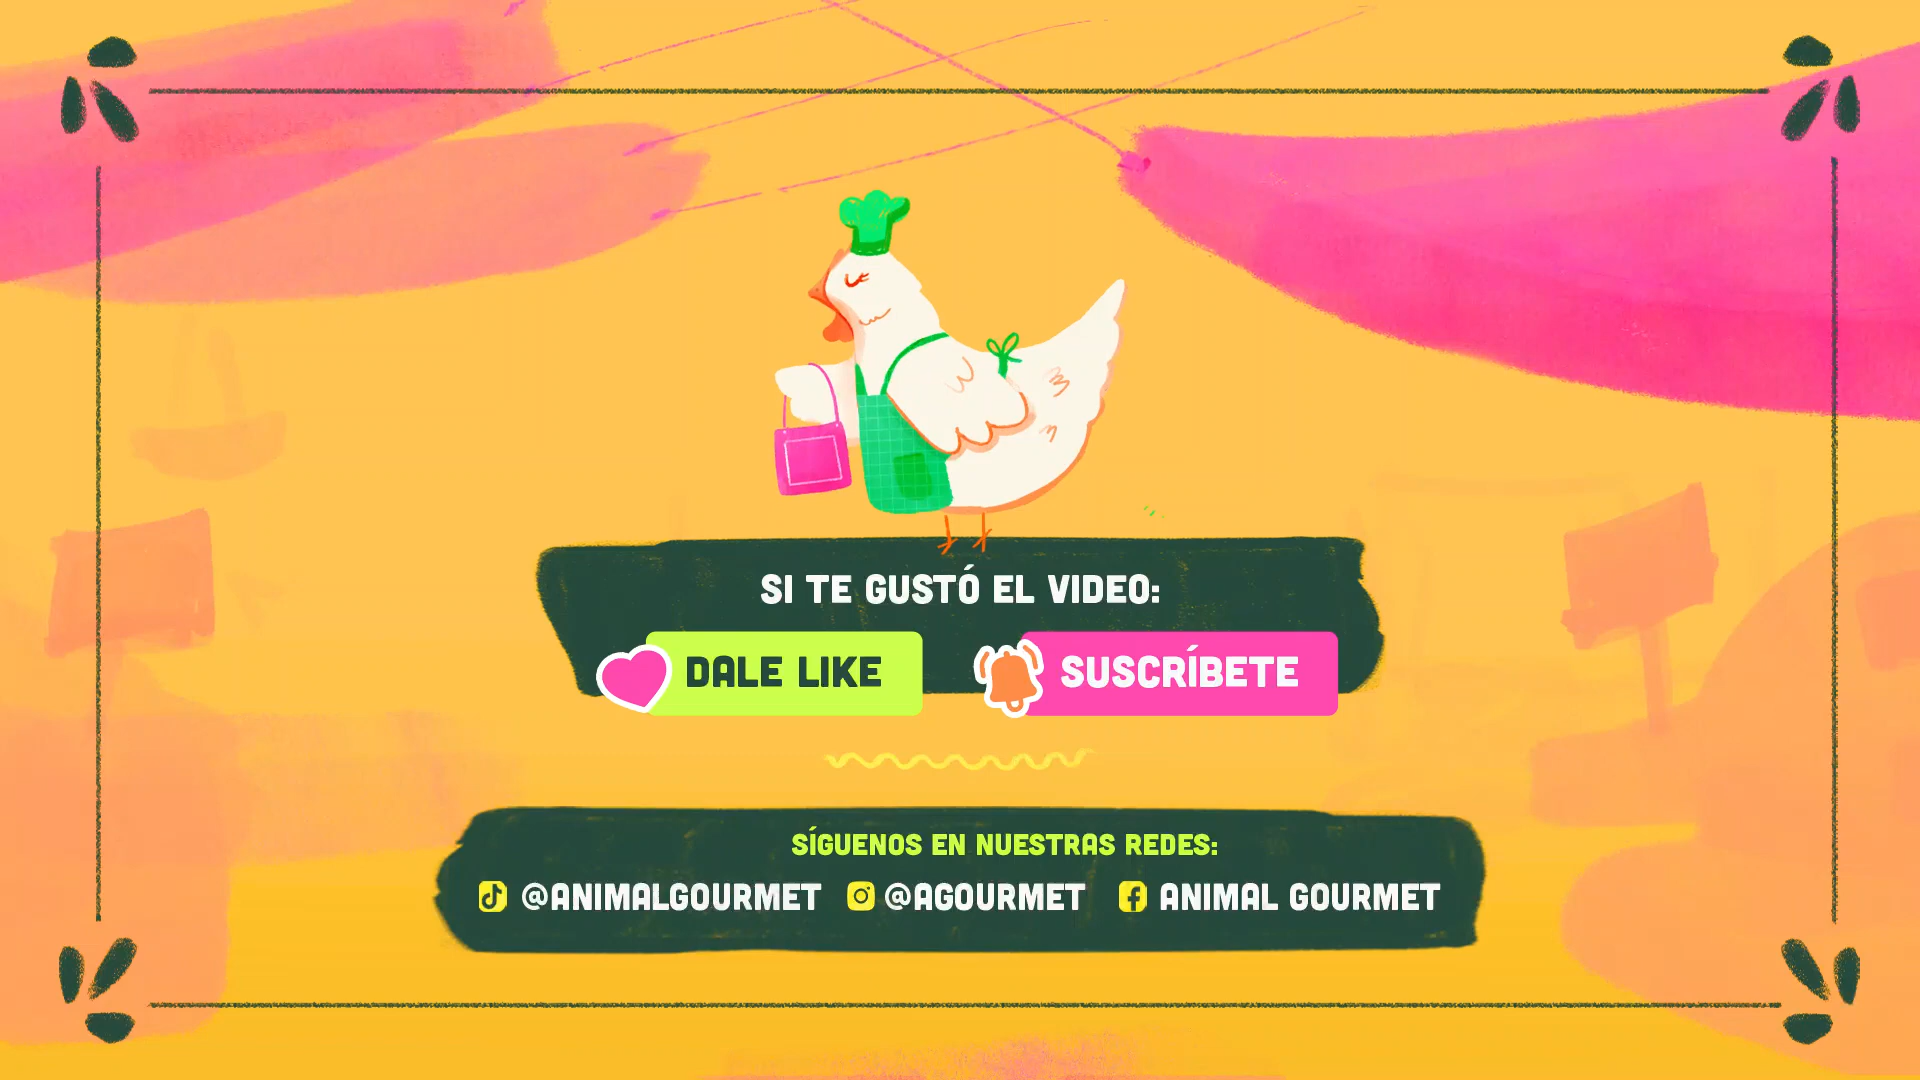 SI TE GUSTÓ EL VIDEO:
DALE LIKE
SUSCRÍBETE
SÍGUENOS EN NUESTRAS REDES:
@ANIMALGOURMET @AGOURMET ANIMAL GOURMET